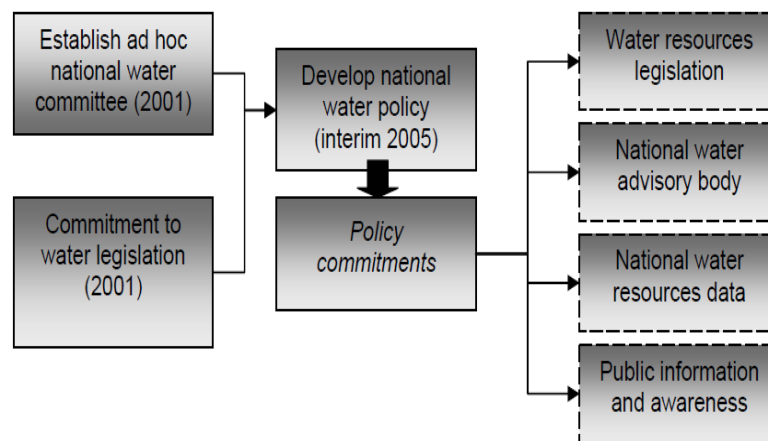 Establish ad hoc
national water
committee (2001)
Commitment to
water legislation
(2001)
Develop national
water policy
(interim 2005)
Policy
commitments
Water resources
legislation
National water
advisory body
National water
resources data
Public information
and awareness